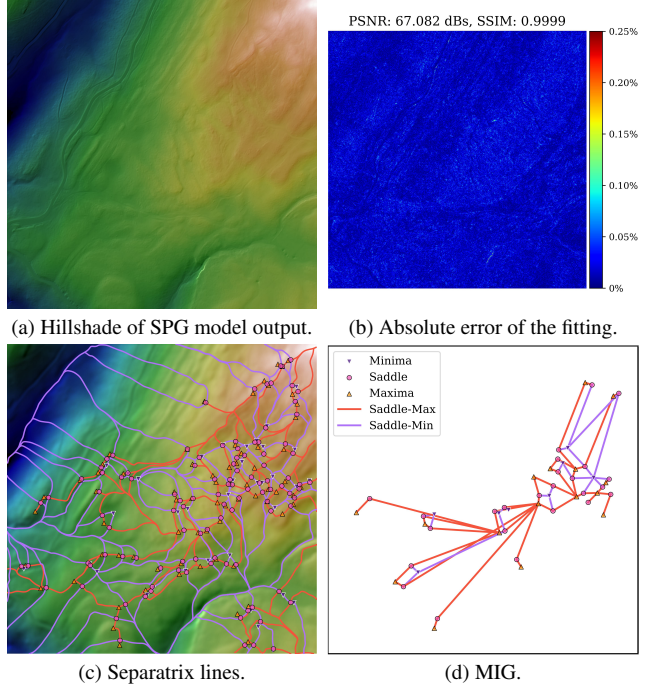 PSNR: 67.082 dBs, SSIM: 0.9999
0.25%
0.20%
0.15%
0.10%
0.05%
0%
(a) Hillshade of SPG model output.
(b) Absolute error of the fitting.
Minima
Saddle
Maxima
Saddle-Max
Saddle-Min
(c) Separatrix lines.
(d) MIG.